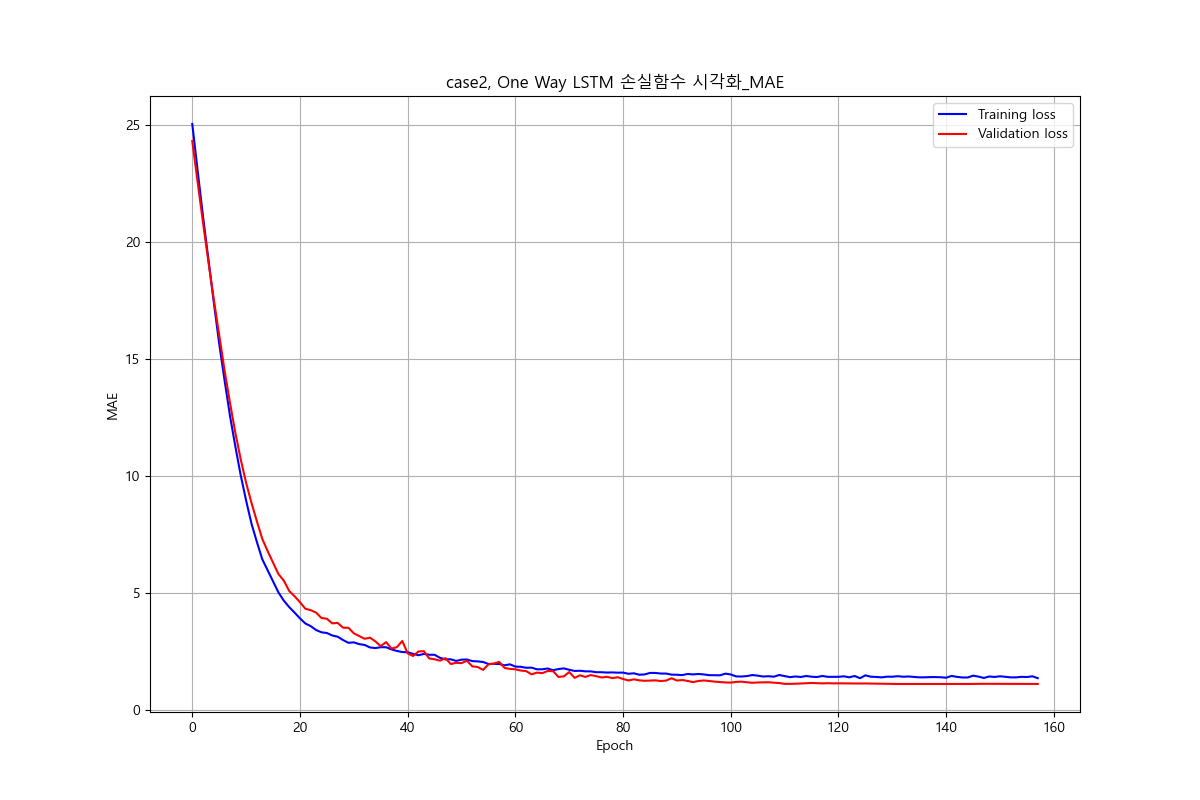 case2, One Way LSTM 손실함수 시각화_MAE
Training loss
Validation loss
25
20
15
10
5
0
MAE
0 20 40 60 80 100 120 140 160
Epoch